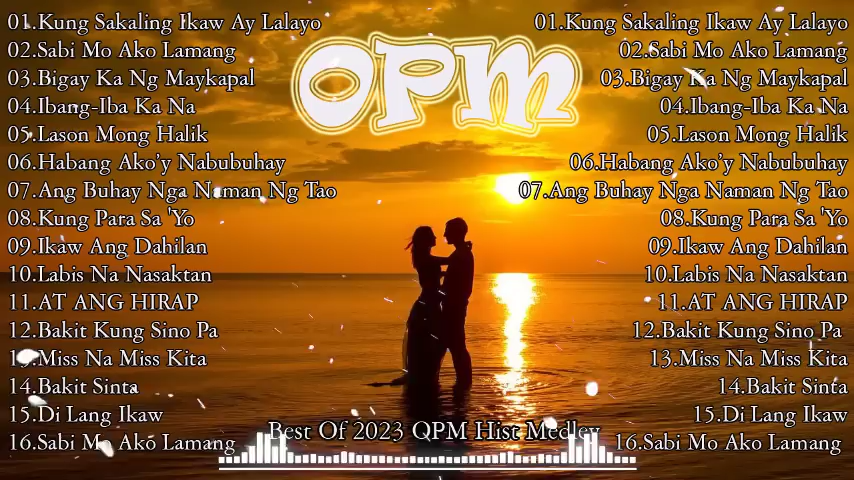 OPM
01.Kung Sakaling Ikaw Ay Lalayo
02.Sabi Mo Ako Lamang
03.Bigay Ka Ng Maykapal
04.Ibang-Iba Ka Na
05.Lason Mong Halik
06.Habang Ako'y Nabubuhay
07.Ang Buhay Nga Naman Ng Tao
08.Kung Para Sa 'Yo
09.Ikaw Ang Dahilan
10.Labis Na Nasaktan
11.AT ANG HIRAP
12.Bakit Kung Sino Pa
13.Miss Na Miss Kita
14.Bakit Sinta
15.Di Lang Ikaw
16.Sabi Mo Ako Lamang
01.Kung Sakaling Ikaw Ay Lalayo
02.Sabi Mo Ako Lamang
03.Bigay Ka Ng Maykapal
04.Ibang-Iba Ka Na
05.Lason Mong Halik
06.Habang Ako'y Nabubuhay
07.Ang Buhay Nga Naman Ng Tao
08.Kung Para Sa 'Yo
09.Ikaw Ang Dahilan
10.Labis Na Nasaktan
11.AT ANG HIRAP
12.Bakit Kung Sino Pa
13.Miss Na Miss Kita
14.Bakit Sinta
15.Di Lang Ikaw
16.Sabi Mo Ako Lamang
Best Of 2023 QPM Hist Medley